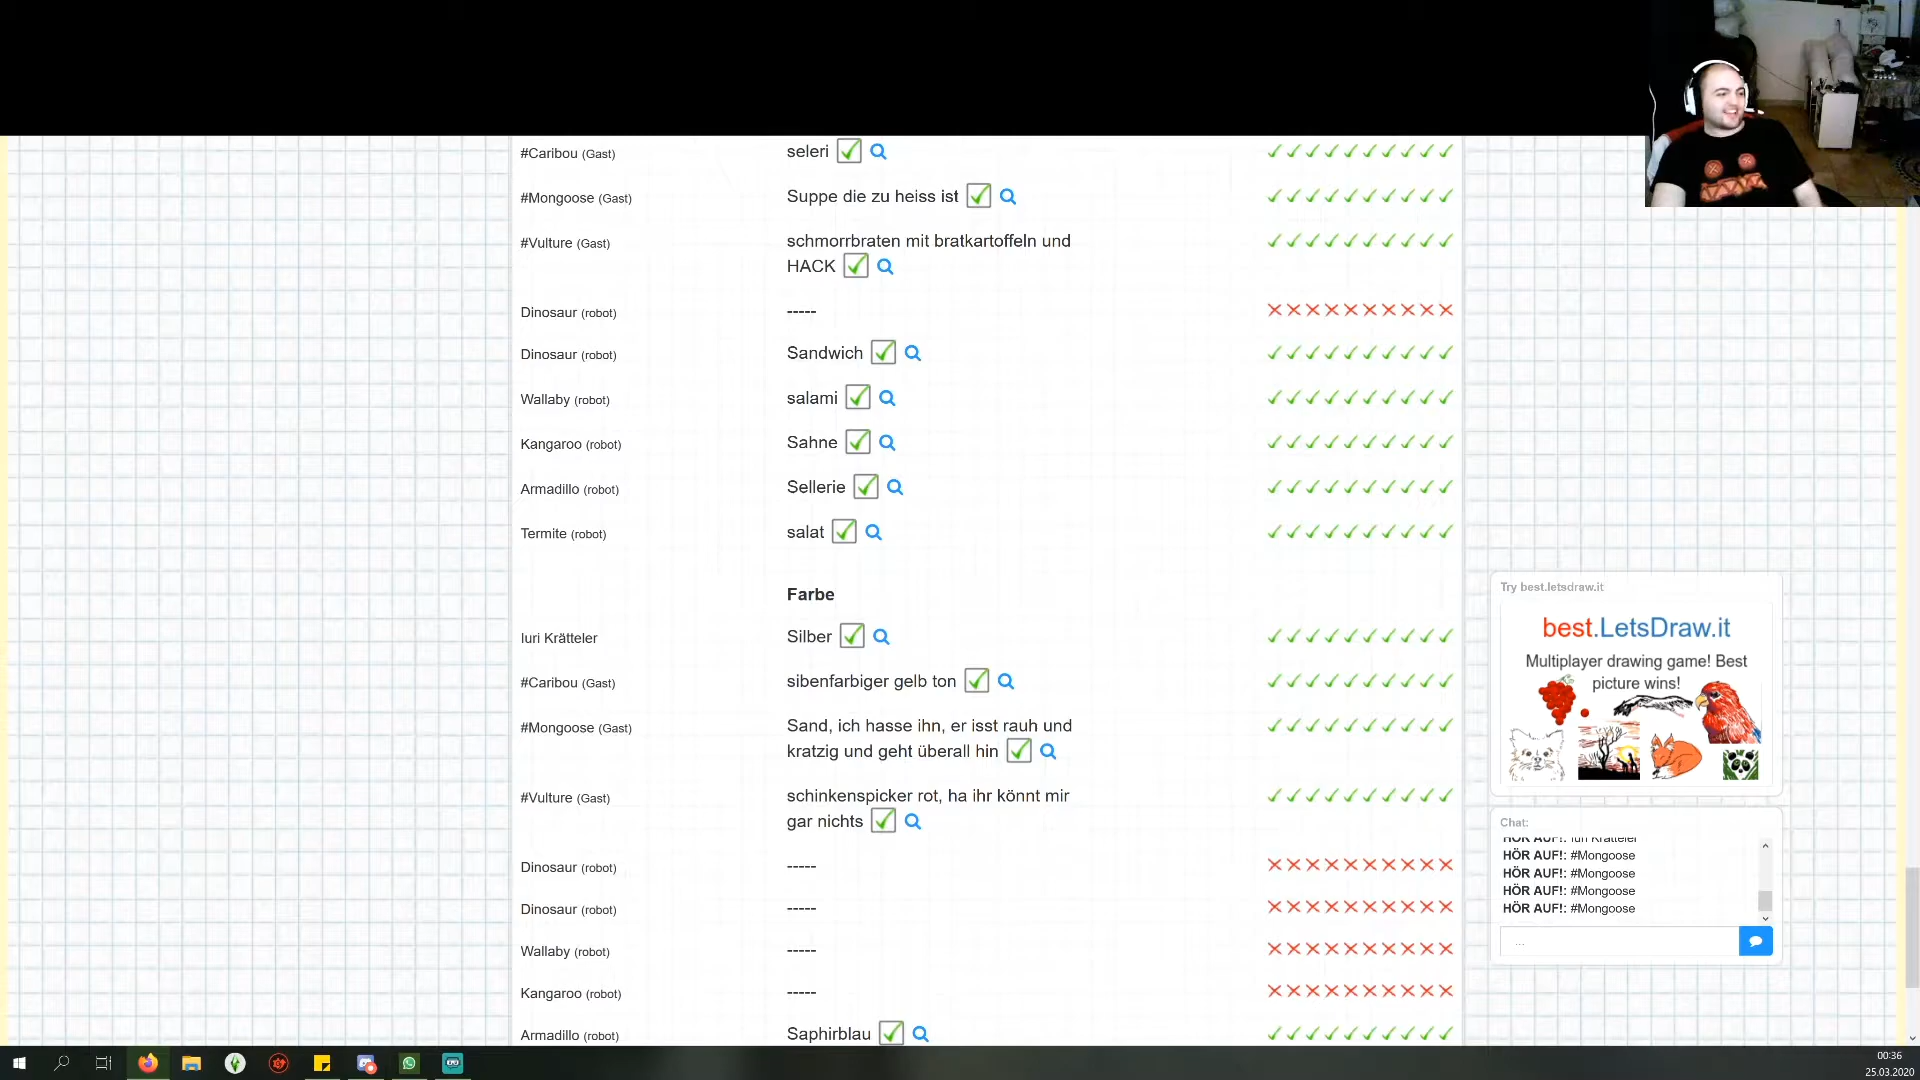 #Caribou (Gast) seleri
#Mongoose (Gast) Suppe die zu heiss ist
#Vulture (Gast) schmorrbraten mit bratkartoffeln und
HACK
Dinosaur (robot) -----
Dinosaur (robot) Sandwich
Wallaby (robot) salami
Kangaroo (robot) Sahne
Armadillo (robot) Sellerie
Termite (robot) salat
Farbe
Iuri Krätteler Silber
#Caribou (Gast) sibenfarbiger gelb ton
#Mongoose (Gast) Sand, ich hasse ihn, er isst rauh und
kratzig und geht überall hin
#Vulture (Gast) schinkenspicker rot, ha ihr könnt mir
gar nichts
Dinosaur (robot) -----
Dinosaur (robot) -----
Wallaby (robot) -----
Kangaroo (robot) -----
Armadillo (robot) Saphirblau
Try best.letsdraw.it
best.LetsDraw.it
Multiplayer drawing game! Best
picture wins!
Chat:
HÖR AUF!: Iuri Krätteler
HÖR AUF!: #Mongoose
HÖR AUF!: #Mongoose
HÖR AUF!: #Mongoose
HÖR AUF!: #Mongoose
...
00:36
25.03.2020